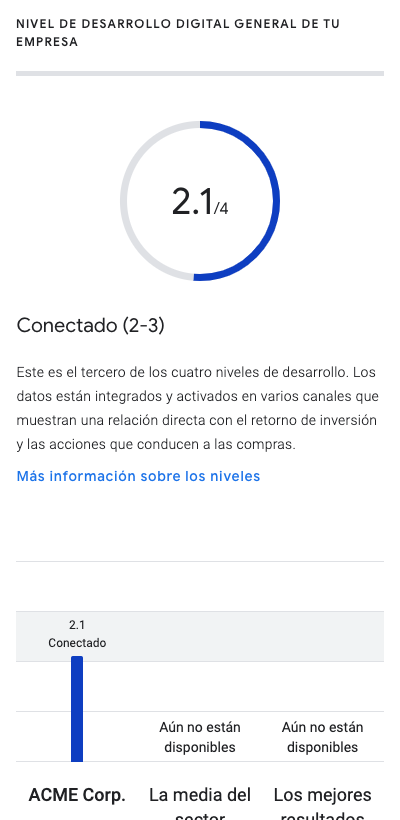 NIVEL DE DESARROLLO DIGITAL GENERAL DE TU
EMPRESA
2.1/4
Conectado (2-3)
Este es el tercero de los cuatro niveles de desarrollo. Los
datos están integrados y activados en varios canales que
muestran una relación directa con el retorno de inversión
y las acciones que conducen a las compras.
Más información sobre los niveles
2.1
Conectado
Aún no están
disponibles
Aún no están
disponibles
ACME Corp.
La media del
sector
Los mejores
resultados